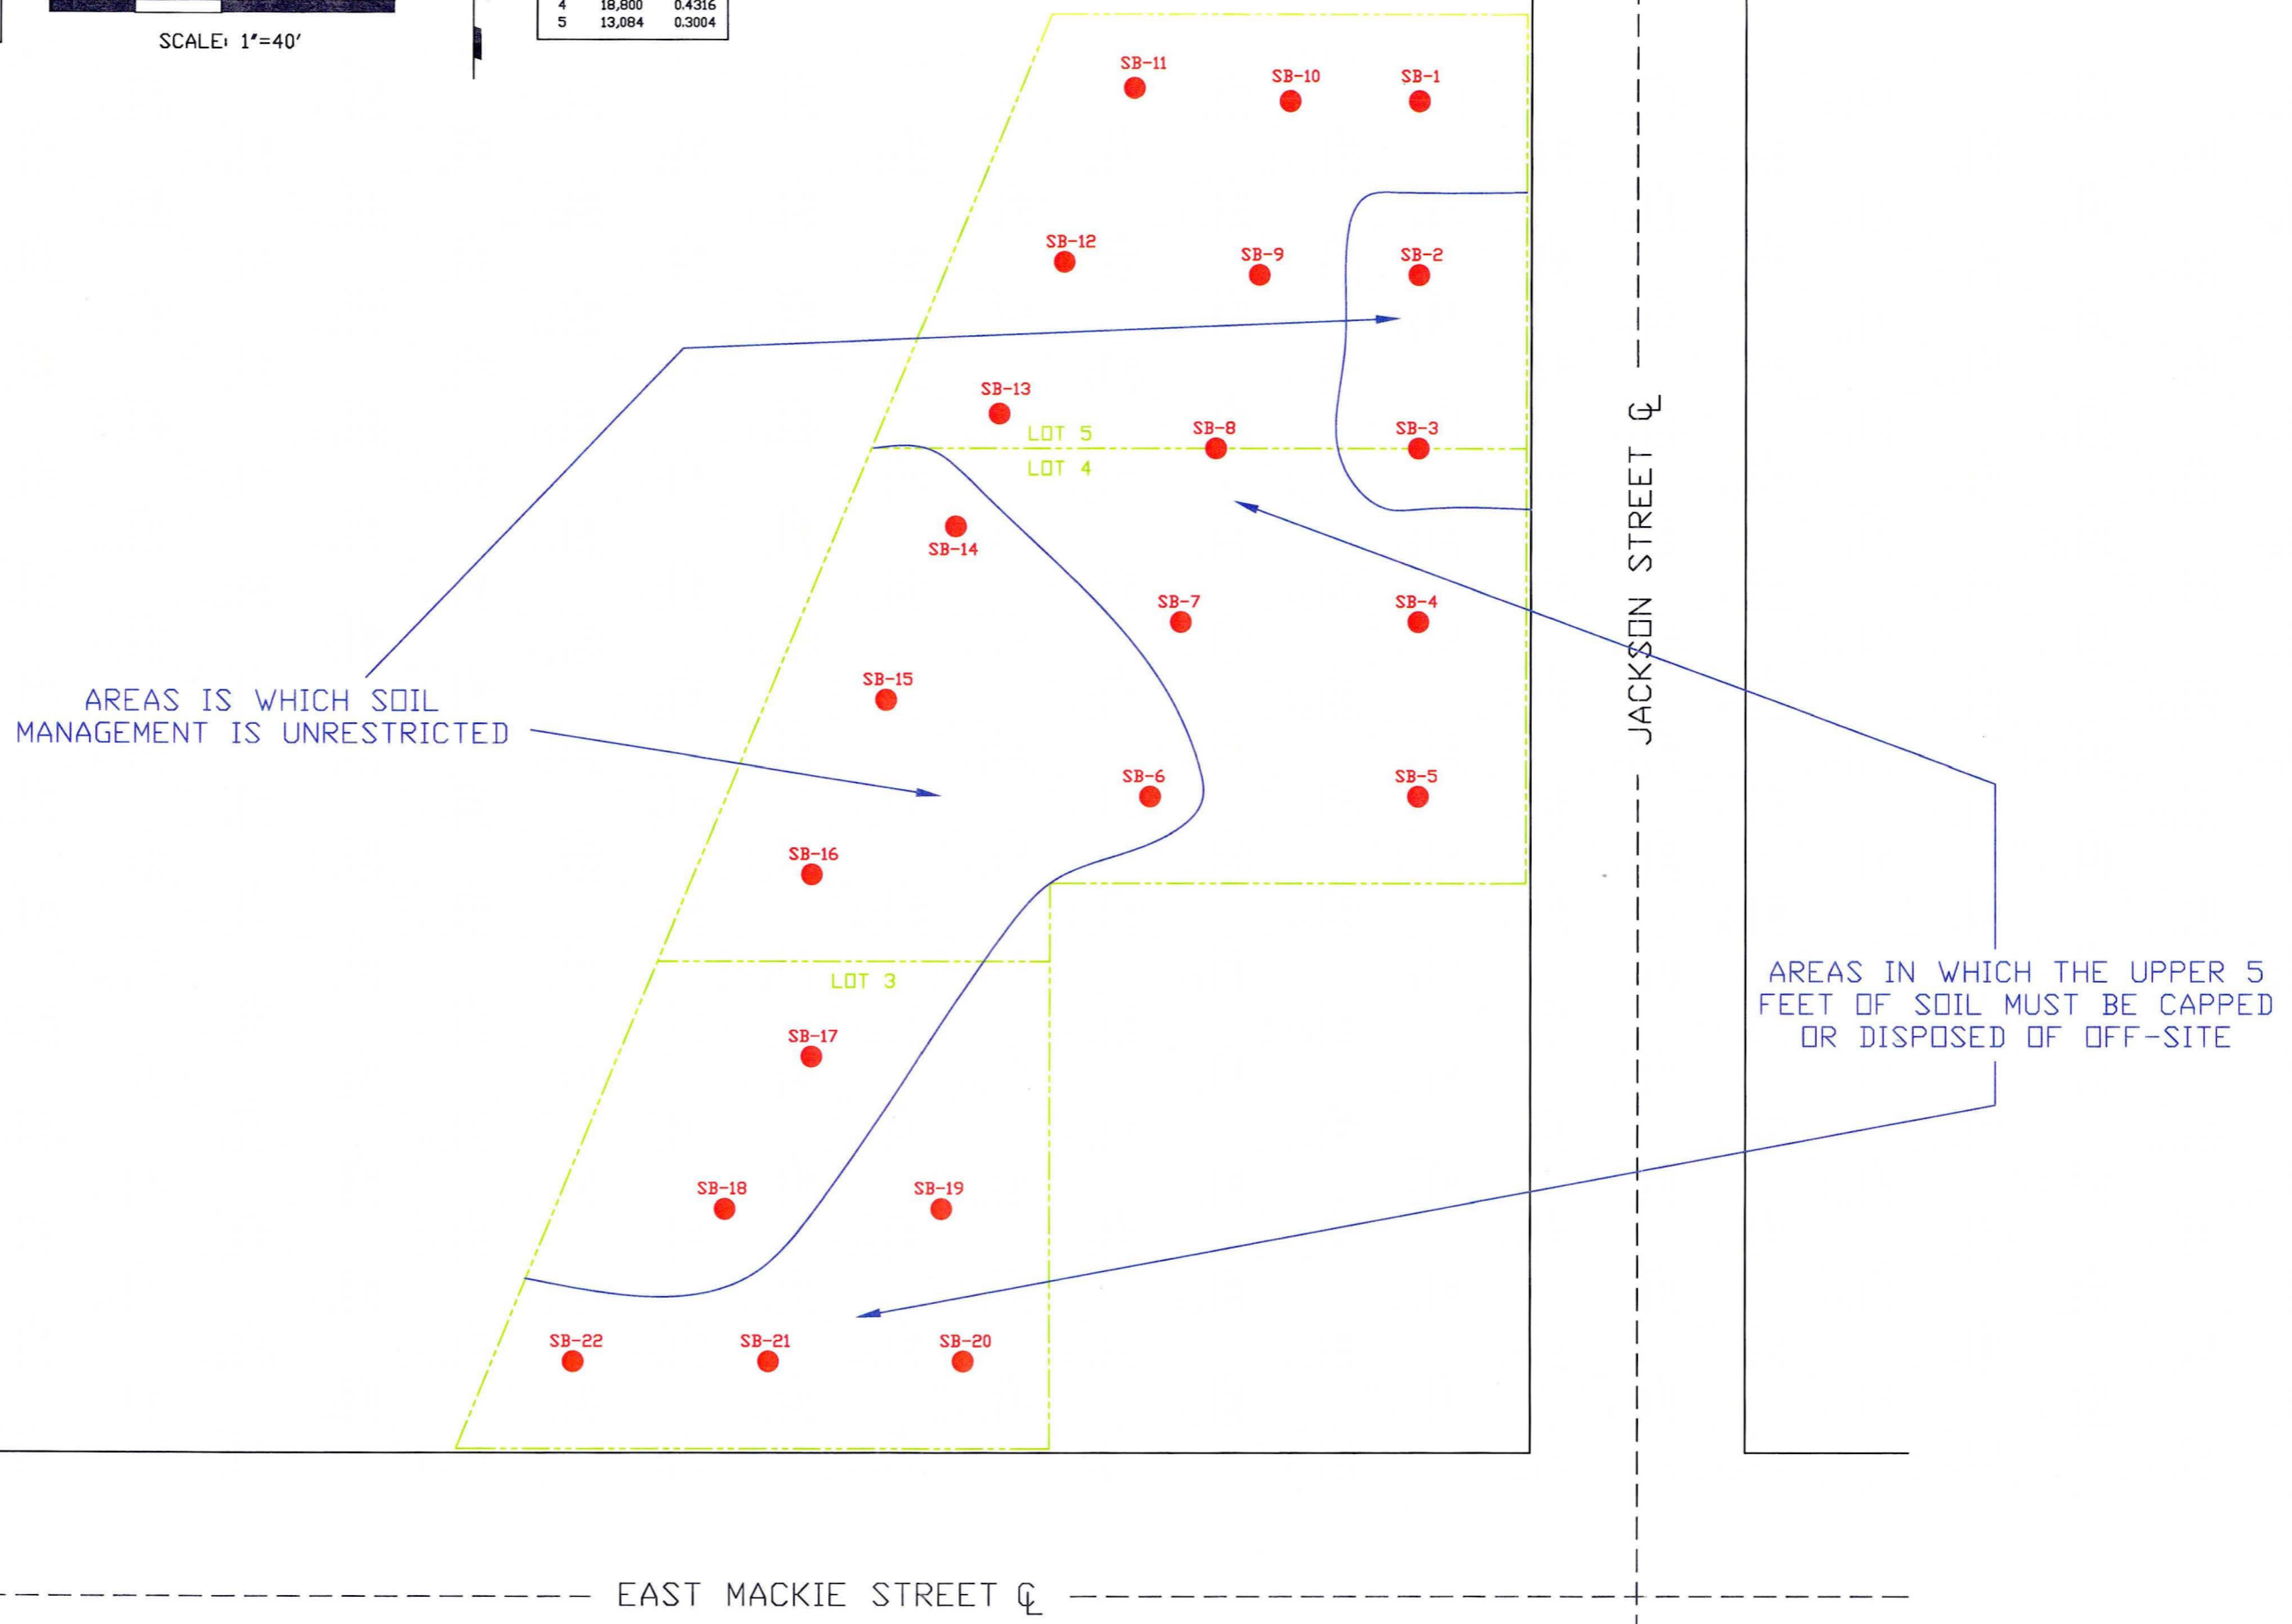 4 18,800 0.4316
5 13,084 0.3004
SCALE: 1"=40'
SB-11
SB-10
SB-1
SB-12
SB-9
SB-2
SB-13
LOT 5
SB-8
SB-3
LOT 4
SB-14
SB-7
SB-4
SB-15
AREAS IS WHICH SOIL
MANAGEMENT IS UNRESTRICTED
JACKSON STREET ℄
SB-6
SB-5
SB-16
LOT 3
AREAS IN WHICH THE UPPER 5
FEET OF SOIL MUST BE CAPPED
OR DISPOSED OF OFF-SITE
SB-17
SB-18
SB-19
SB-22
SB-21
SB-20
EAST MACKIE STREET ℄